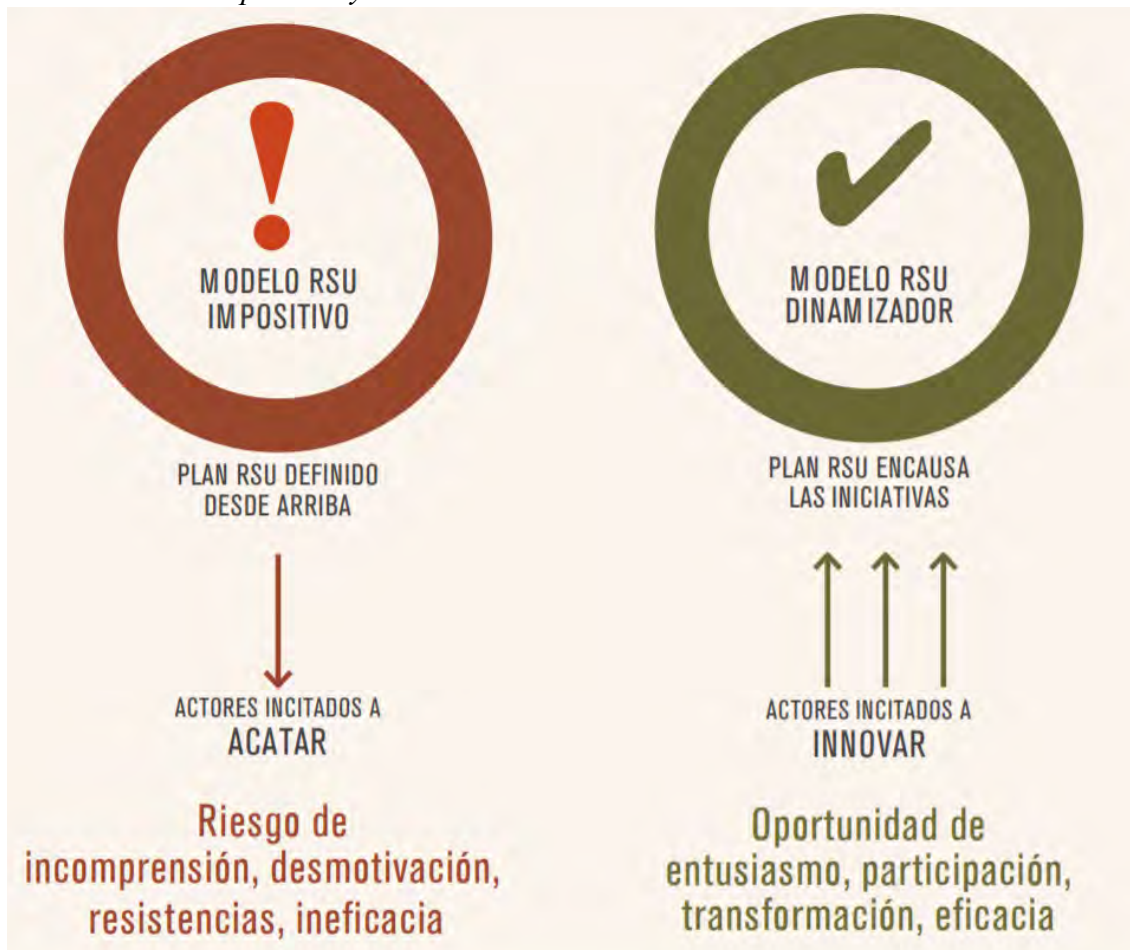 MODELO RSU
IMPOSITIVO
PLAN RSU DEFINIDO
DESDE ARRIBA
ACTORES INCITADOS A
ACATAR
Riesgo de
incomprensión, desmotivación,
resistencias, ineficacia
MODELO RSU
DINAMIZADOR
PLAN RSU ENCAUSA
LAS INICIATIVAS
ACTORES INCITADOS A
INNOVAR
Oportunidad de
entusiasmo, participación,
transformación, eficacia